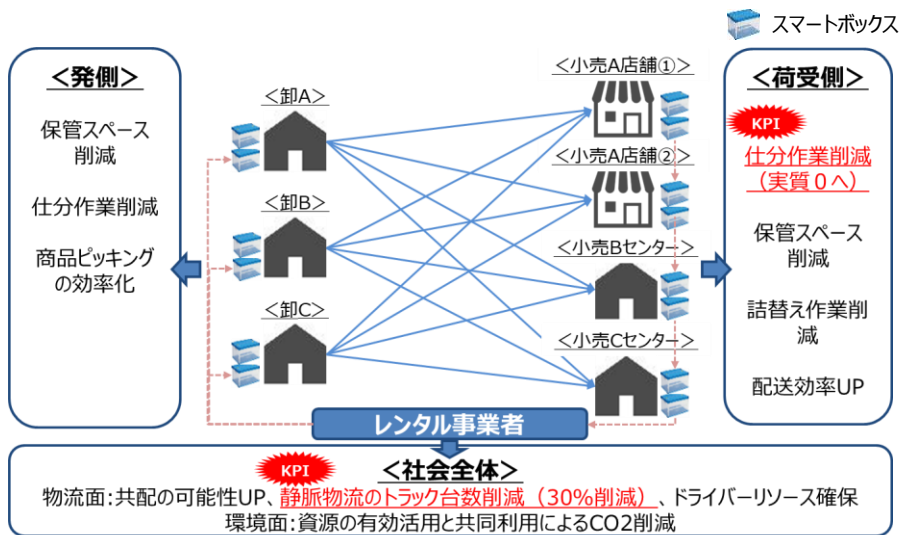 スマートボックス
＜発側＞
保管スペース
削減
仕分作業削減
商品ピッキング
の効率化
＜卸A＞
＜卸B＞
＜卸C＞
＜小売A店舗①＞
＜小売A店舗②＞
＜小売Bセンター＞
＜小売Cセンター＞
＜荷受側＞
KPI
仕分作業削減
（実質０へ）
保管スペース
削減
詰替え作業削
減
配送効率UP
レンタル事業者
KPI
＜社会全体＞
物流面:共配の可能性UP、静脈物流のトラック台数削減（30%削減）、ドライバーリソース確保
環境面:資源の有効活用と共同利用によるCO2削減